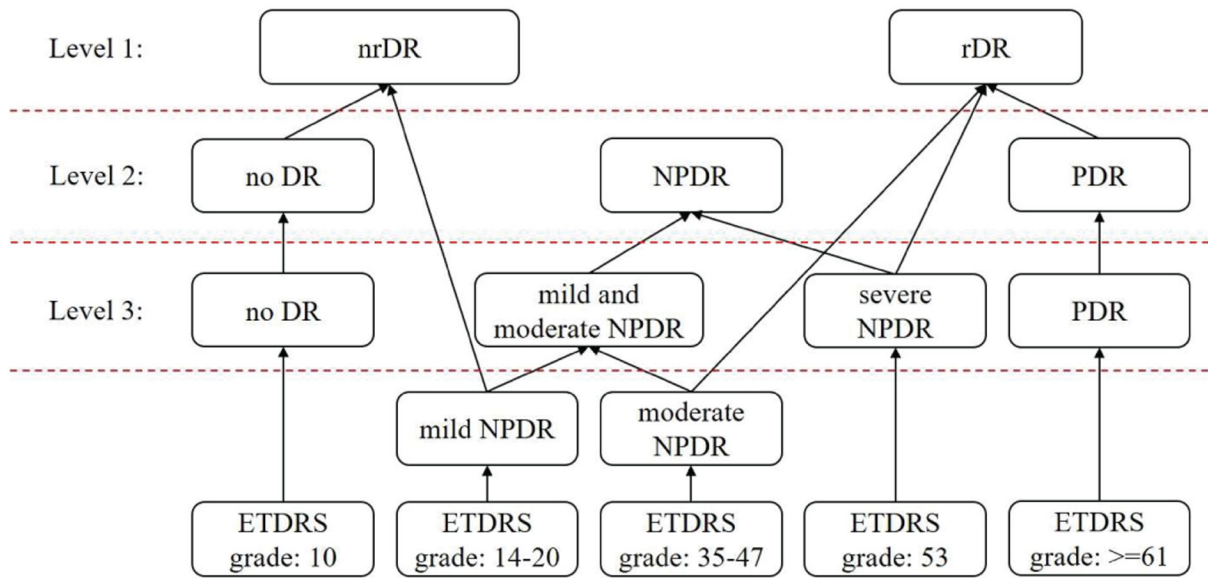 Level 1:
nrDR
rDR
Level 2:
no DR
NPDR
PDR
Level 3:
no DR
mild and
moderate NPDR
severe
NPDR
PDR
mild NPDR
moderate
NPDR
ETDRS
grade: 10
ETDRS
grade: 14-20
ETDRS
grade: 35-47
ETDRS
grade: 53
ETDRS
grade: >=61